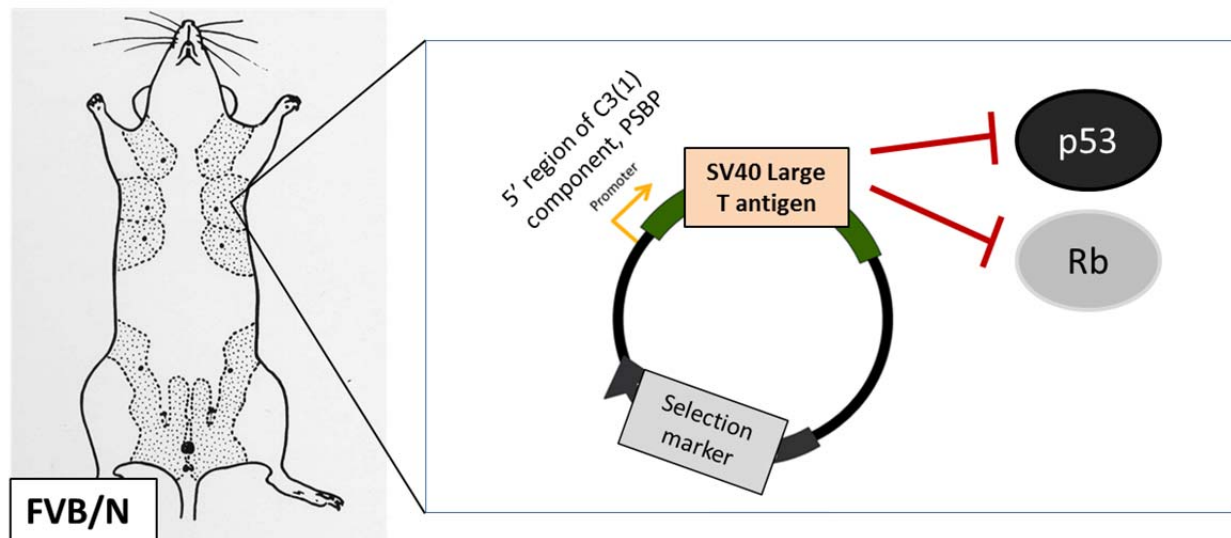 5’ region of C3(1)
component, PSBP
Promoter
SV40 Large
T antigen
p53
Rb
Selection
marker
FVB/N